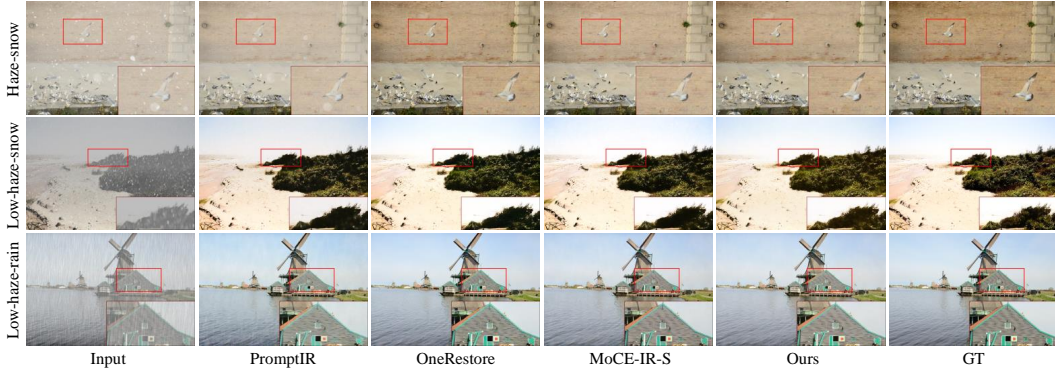 Haze-snow
Low-haze-snow
Low-haze-rain
Input PromptIR OneRestore MoCE-IR-S Ours GT